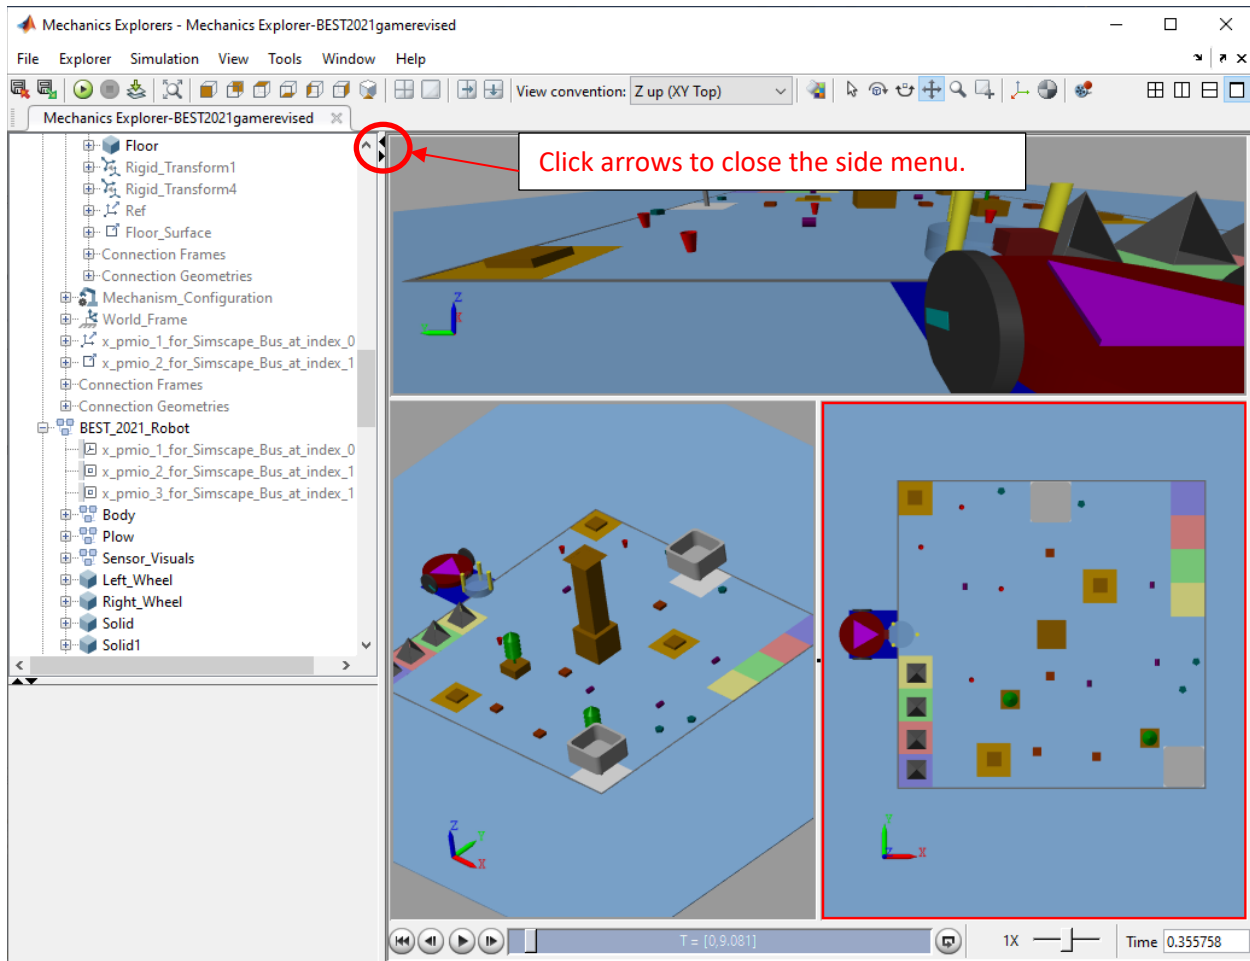 Mechanics Explorers - Mechanics Explorer-BEST2021gamerevised
File Explorer Simulation View Tools Window Help
View convention: Z up (XY Top)
Mechanics Explorer-BEST2021gamerevised
Floor
Rigid_Transform1
Rigid_Transform4
Ref
Floor_Surface
Connection Frames
Connection Geometries
Mechanism_Configuration
World_Frame
x_pmio_1_for_Simscape_Bus_at_index_0
x_pmio_2_for_Simscape_Bus_at_index_1
Connection Frames
Connection Geometries
BEST_2021_Robot
x_pmio_1_for_Simscape_Bus_at_index_0
x_pmio_2_for_Simscape_Bus_at_index_1
x_pmio_3_for_Simscape_Bus_at_index_1
Body
Plow
Sensor_Visuals
Left_Wheel
Right_Wheel
Solid
Solid1
Click arrows to close the side menu.
Z
X
Z
Y
X
Y
Z
X
T = [0,9.081]
1X
Time 0.355758